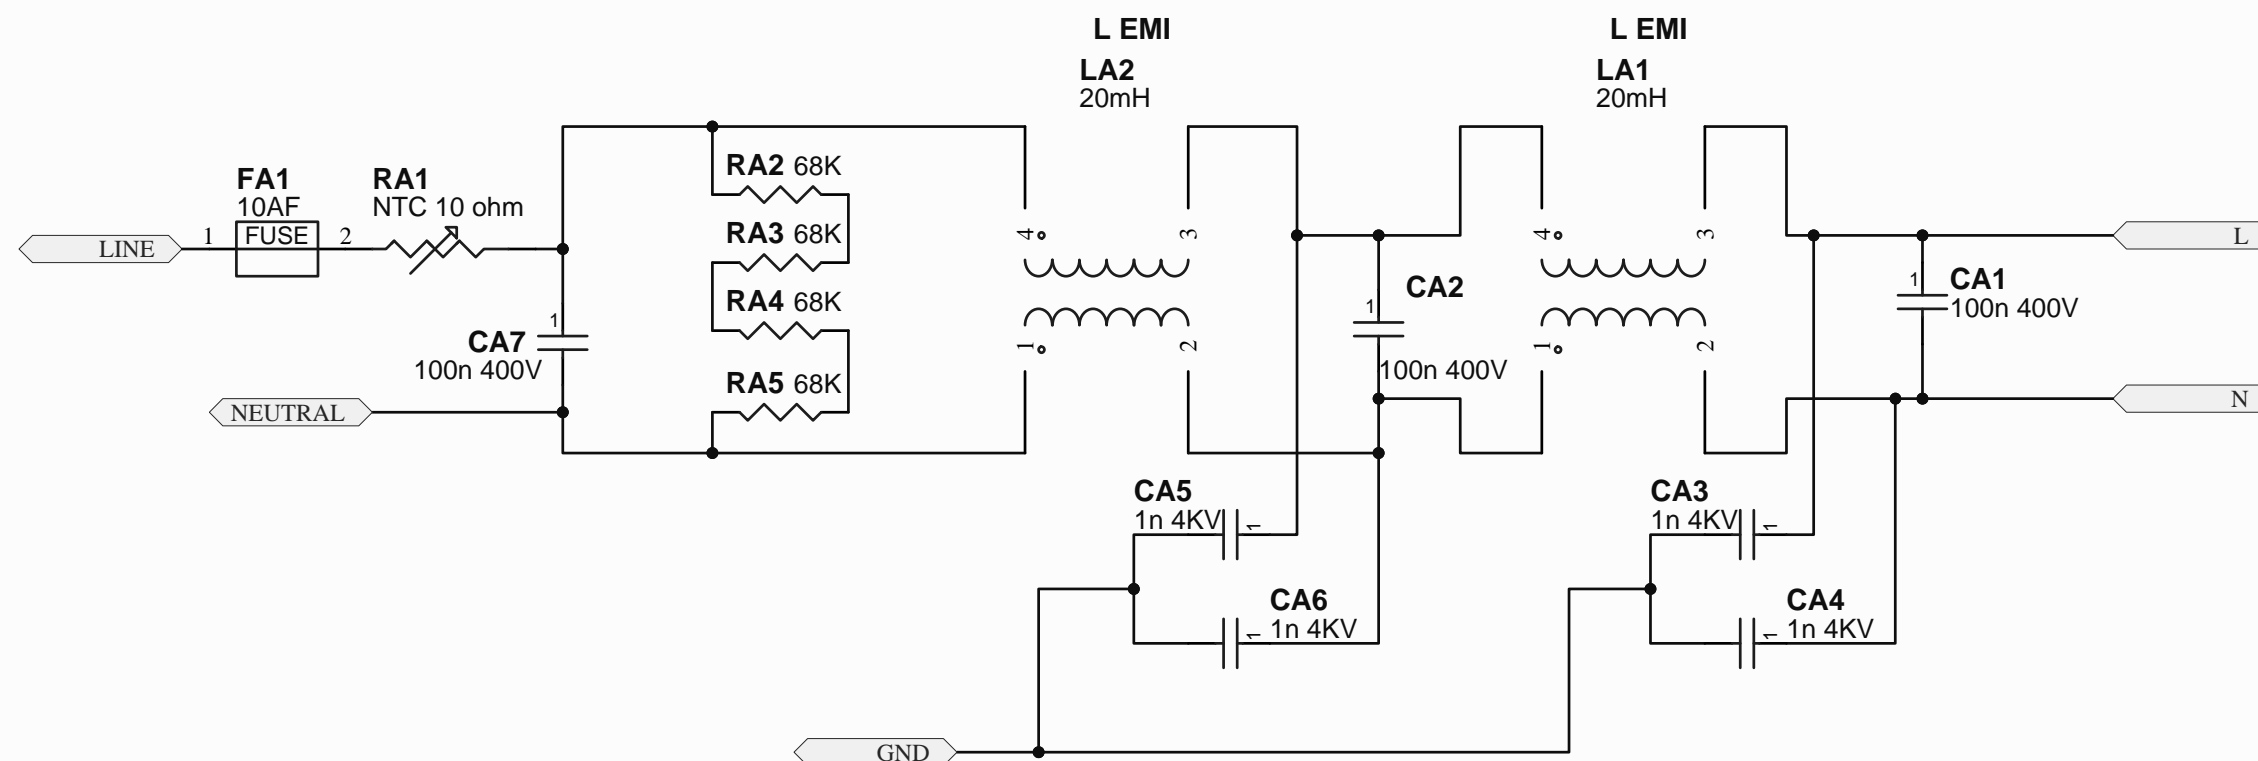 L EMI
LA2
20mH
L EMI
LA1
20mH
FA1
10AF
FUSE
1
2
RA1
NTC 10 ohm
LINE
RA2 68K
RA3 68K
RA4 68K
RA5 68K
1
CA7
100n 400V
NEUTRAL
4
3
1
2
1
CA2
100n 400V
4
3
1
2
1
CA1
100n 400V
L
N
CA5
1n 4KV
1
CA6
1n 4KV
1
CA3
1n 4KV
1
CA4
1n 4KV
1
GND